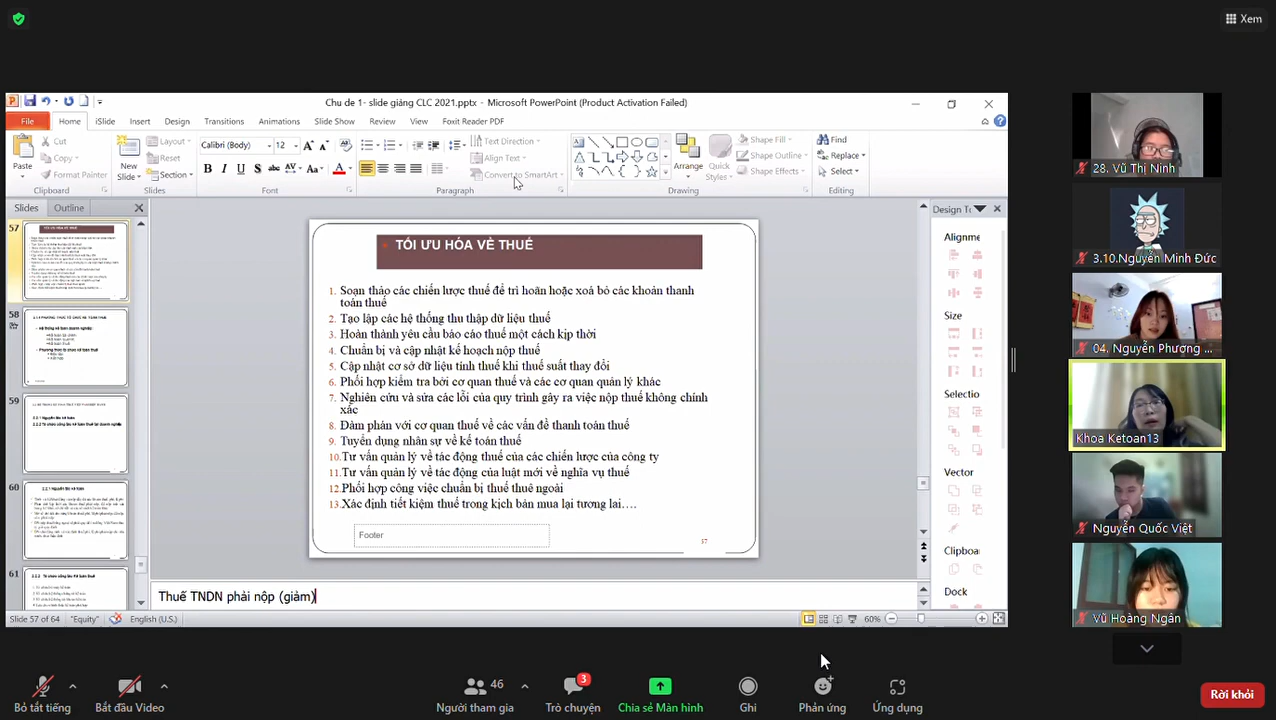 Xem
Chu de 1- slide giảng CLC 2021.pptx - Microsoft PowerPoint (Product Activation Failed)
File Home iSlide Insert Design Transitions Animations Slide Show Review View Foxit Reader PDF
Paste
Cut
Copy
Format Painter
Clipboard
New Slide
Layout
Reset
Section
Slides
Calibri (Body) 12
Font
Text Direction
Align Text
Convert to SmartArt
Paragraph
Arrange
Quick Styles
Shape Fill
Shape Outline
Shape Effects
Drawing
Find
Replace
Select
Editing
Slides Outline
57
58
59
60
61
TỐI ƯU HÓA VỀ THUẾ
1. Soạn thảo các chiến lược thuế để trì hoãn hoặc xoá bỏ các khoản thanh
toán thuế
2. Tạo lập các hệ thống thu thập dữ liệu thuế
3. Hoàn thành yêu cầu báo cáo thuế một cách kịp thời
4. Chuẩn bị và cập nhật kế hoạch nộp thuế
5. Cập nhật cơ sở dữ liệu tính thuế khi thuế suất thay đổi
6. Phối hợp kiểm tra bởi cơ quan thuế và các cơ quan quản lý khác
7. Nghiên cứu và sửa các lỗi của quy trình gây ra việc nộp thuế không chính
xác
8. Đàm phán với cơ quan thuế về các vấn đề thanh toán thuế
9. Tuyển dụng nhân sự về kế toán thuế
10. Tư vấn quản lý về tác động thuế của các chiến lược của công ty
11. Tư vấn quản lý về tác động của luật mới về nghĩa vụ thuế
12. Phối hợp công việc chuẩn bị tính thuế ngoài
13. Xác định tiết kiệm thuế trong kịch bản mua lại tương lai….
Footer
57
Thuế TNDN phải nộp (giảm)
Design To
Alignme
Size
Selectio
Vector
Clipboa
Dock
Slide 57 of 64 "Equity" English (U.S.) 60%
28. Vũ Thị Ninh
3.10.Nguyễn Minh Đức
04. Nguyễn Phương ...
Khoa Ketoan13
Nguyễn Quốc Việt
Vũ Hoàng Ngân
Bỏ tắt tiếng
Bắt đầu Video
46
Người tham gia
3
Trò chuyện
Chia sẻ Màn hình
Ghi
Phản ứng
Ứng dụng
Rời khỏi